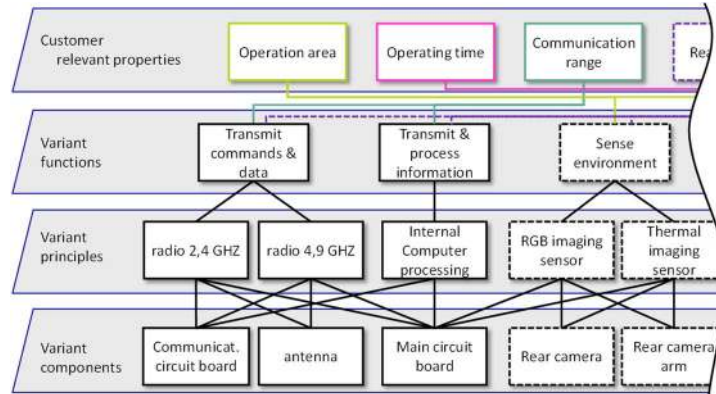 Customer
relevant properties
Operation area
Operating time
Communication
range
Rea
Variant
functions
Transmit
commands &
data
Transmit &
process
information
Sense
environment
Variant
principles
radio 2,4 GHZ
radio 4,9 GHZ
Internal
Computer
processing
RGB imaging
sensor
Thermal
imaging
sensor
Variant
components
Communicat.
circuit board
antenna
Main circuit
board
Rear camera
Rear camera
arm